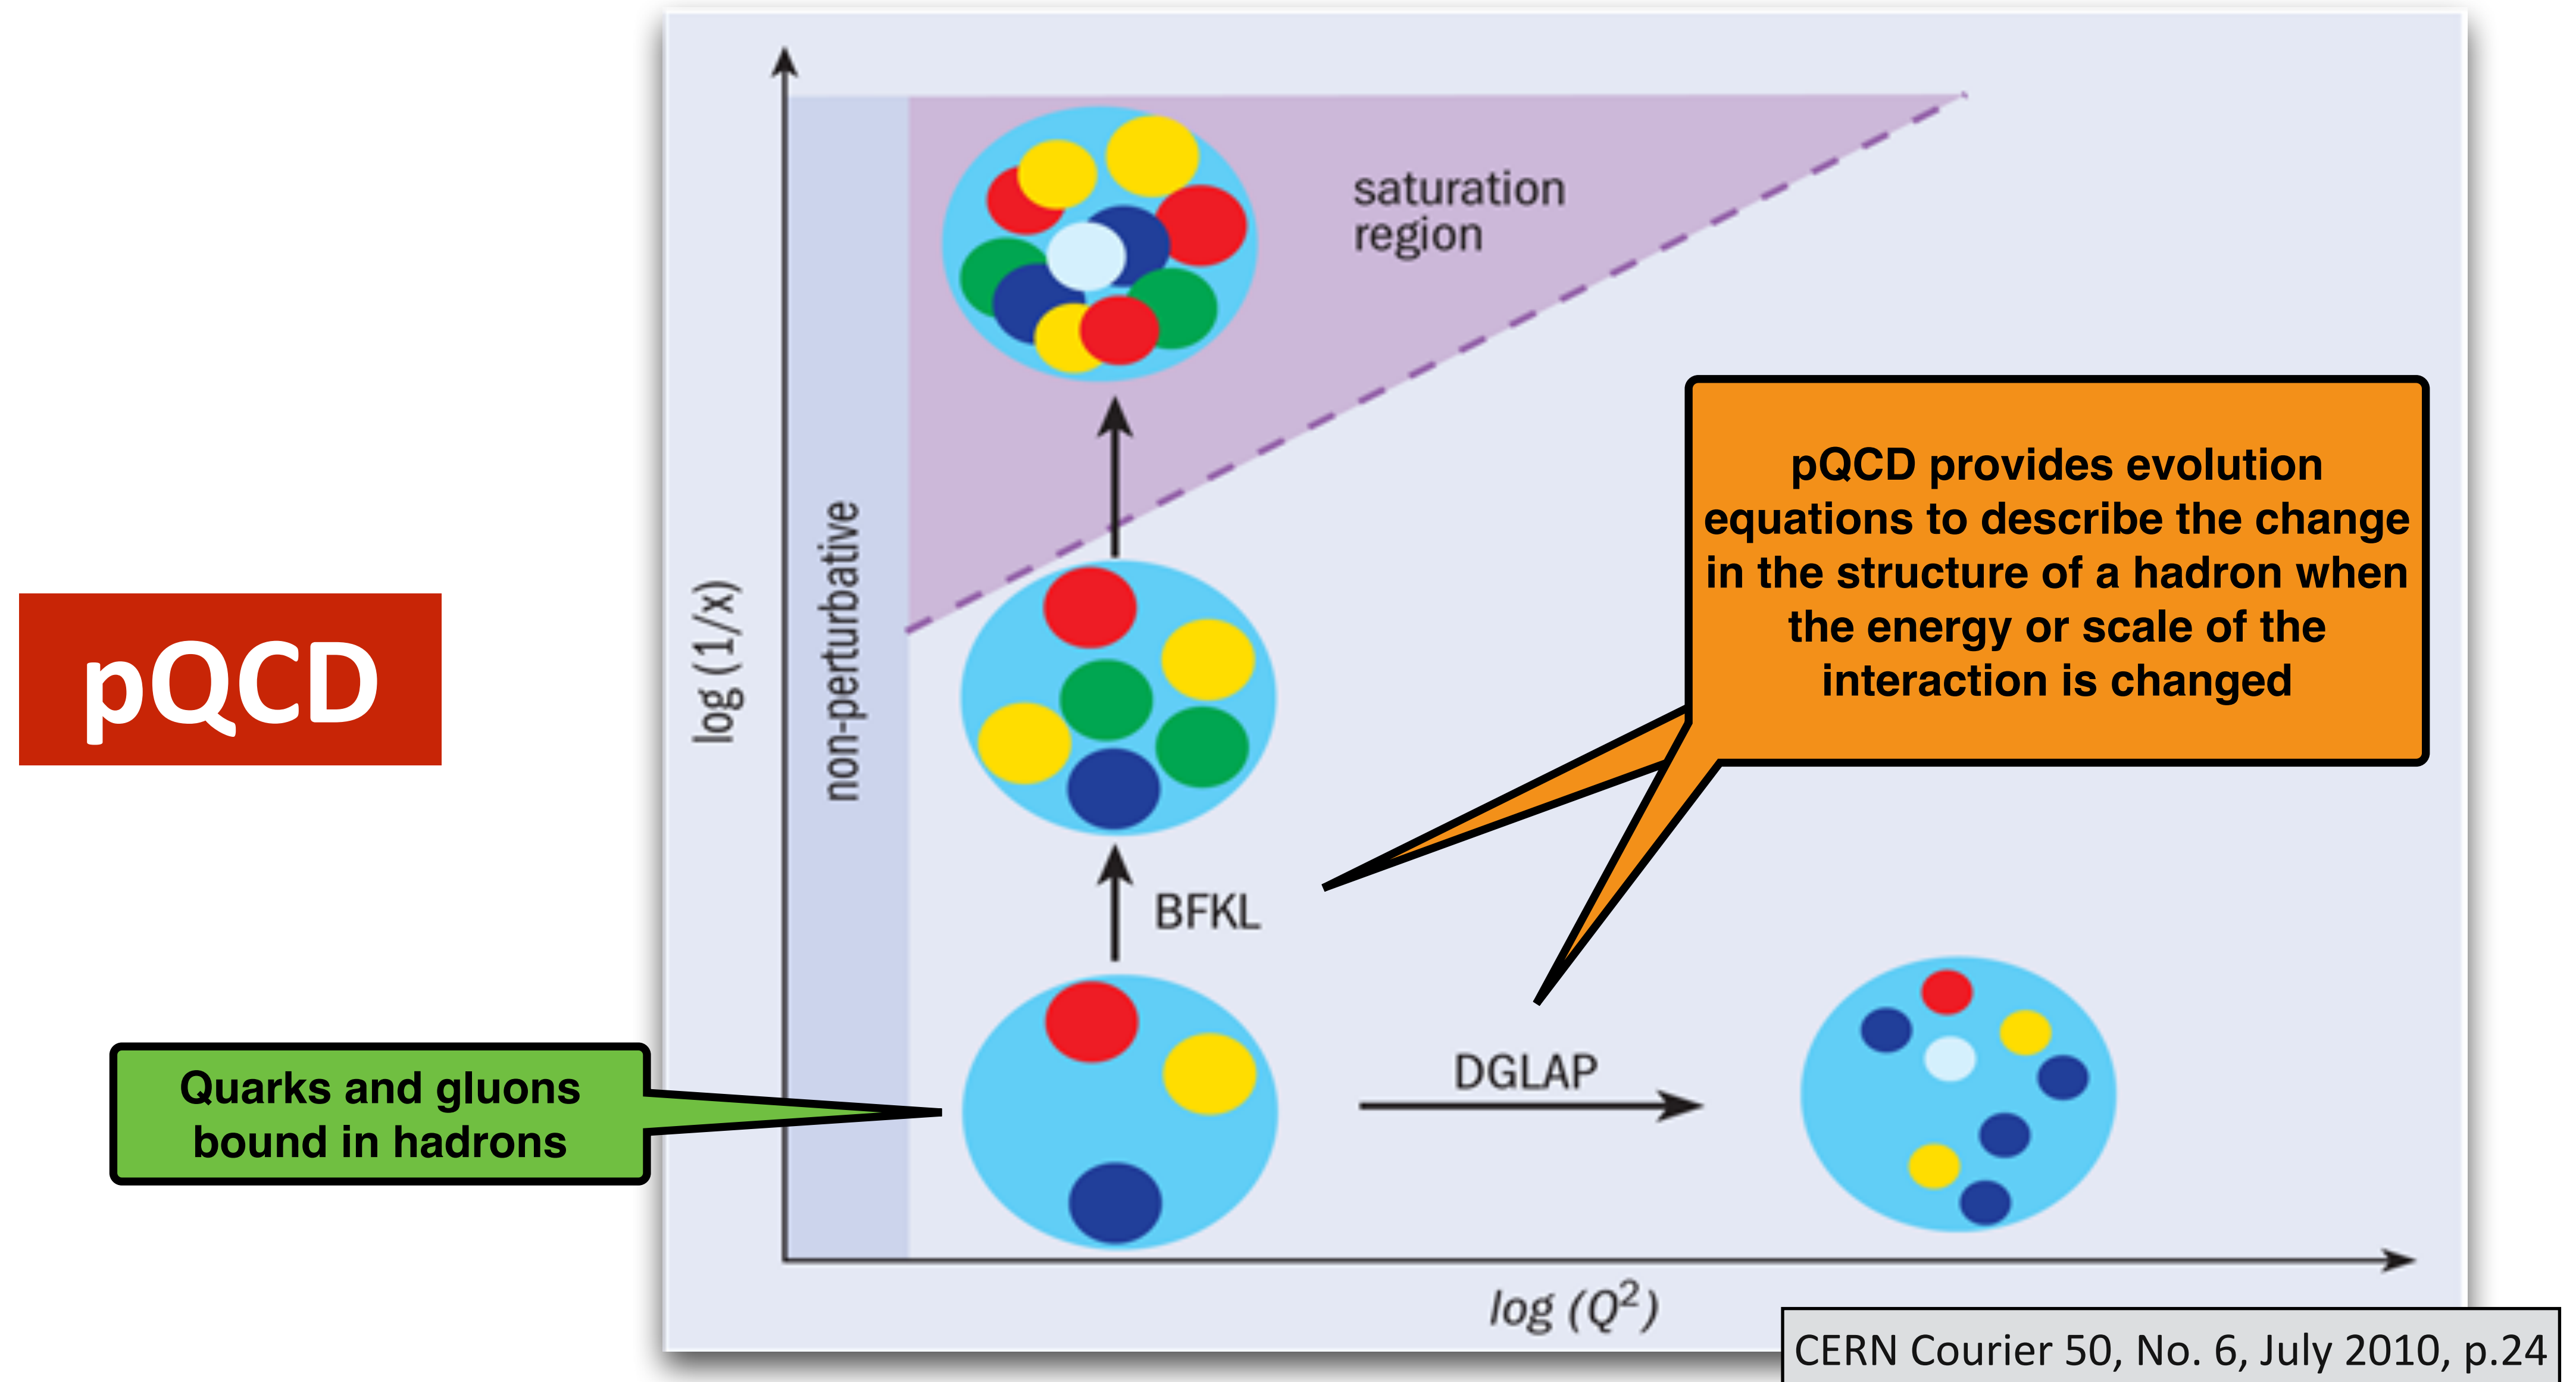 saturation
region
pQCD provides evolution
equations to describe the change
in the structure of a hadron when
the energy or scale of the
interaction is changed
non-perturbative
log (1/x)
pQCD
BFKL
Quarks and gluons
bound in hadrons
DGLAP
log (Q²)
CERN Courier 50, No. 6, July 2010, p.24